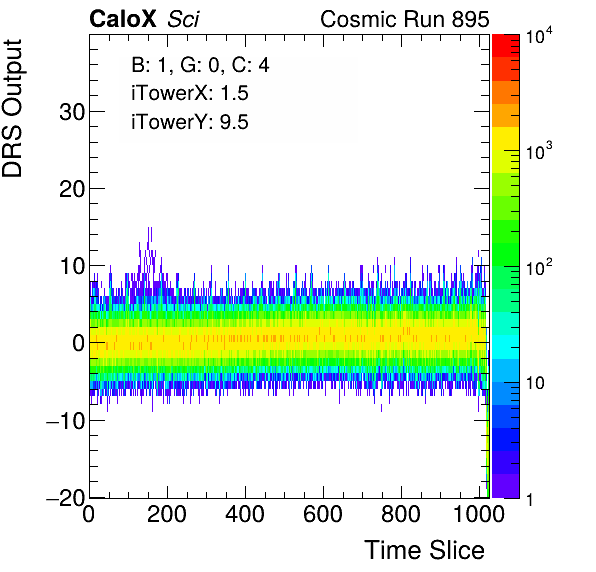 CaloX Sci
Cosmic Run 895
B: 1, G: 0, C: 4
iTowerX: 1.5
iTowerY: 9.5
DRS Output
30
20
10
0
−10
−20
0 200 400 600 800 1000
Time Slice
10^4
10^3
10^2
10
1